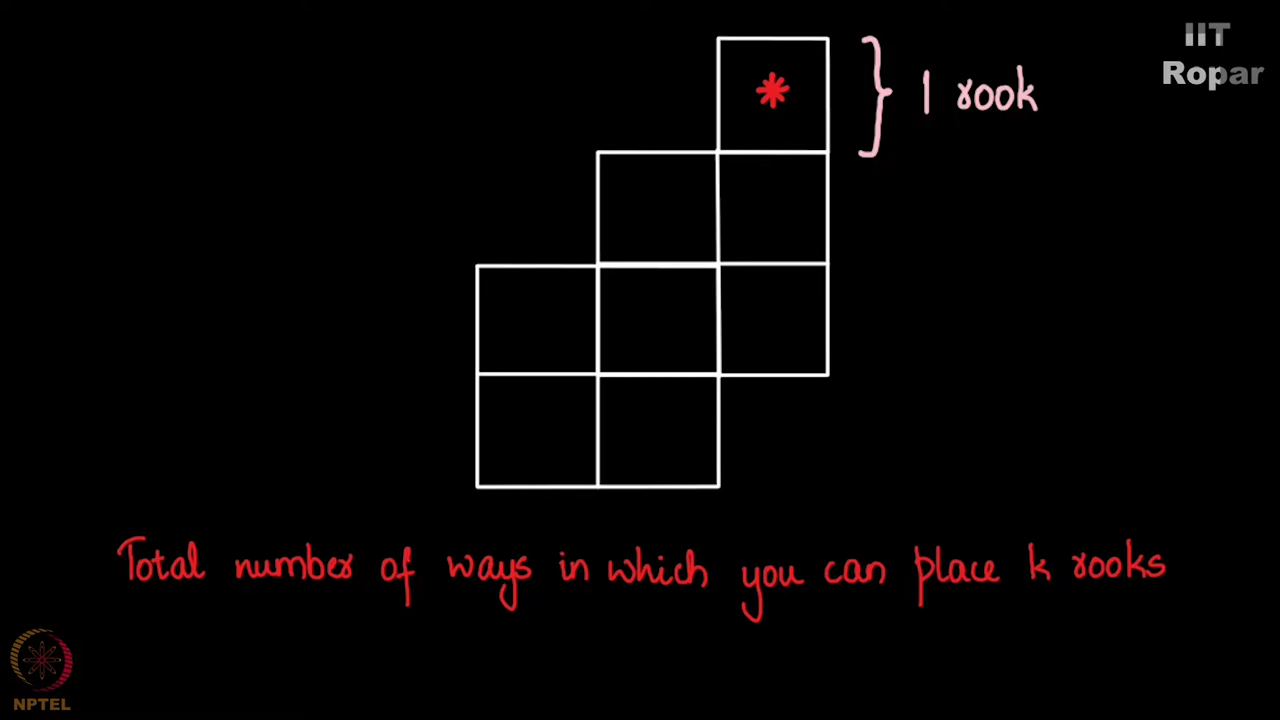 IIT
Ropar
* } 1 rook
Total number of ways in which you can place k rooks
NPTEL